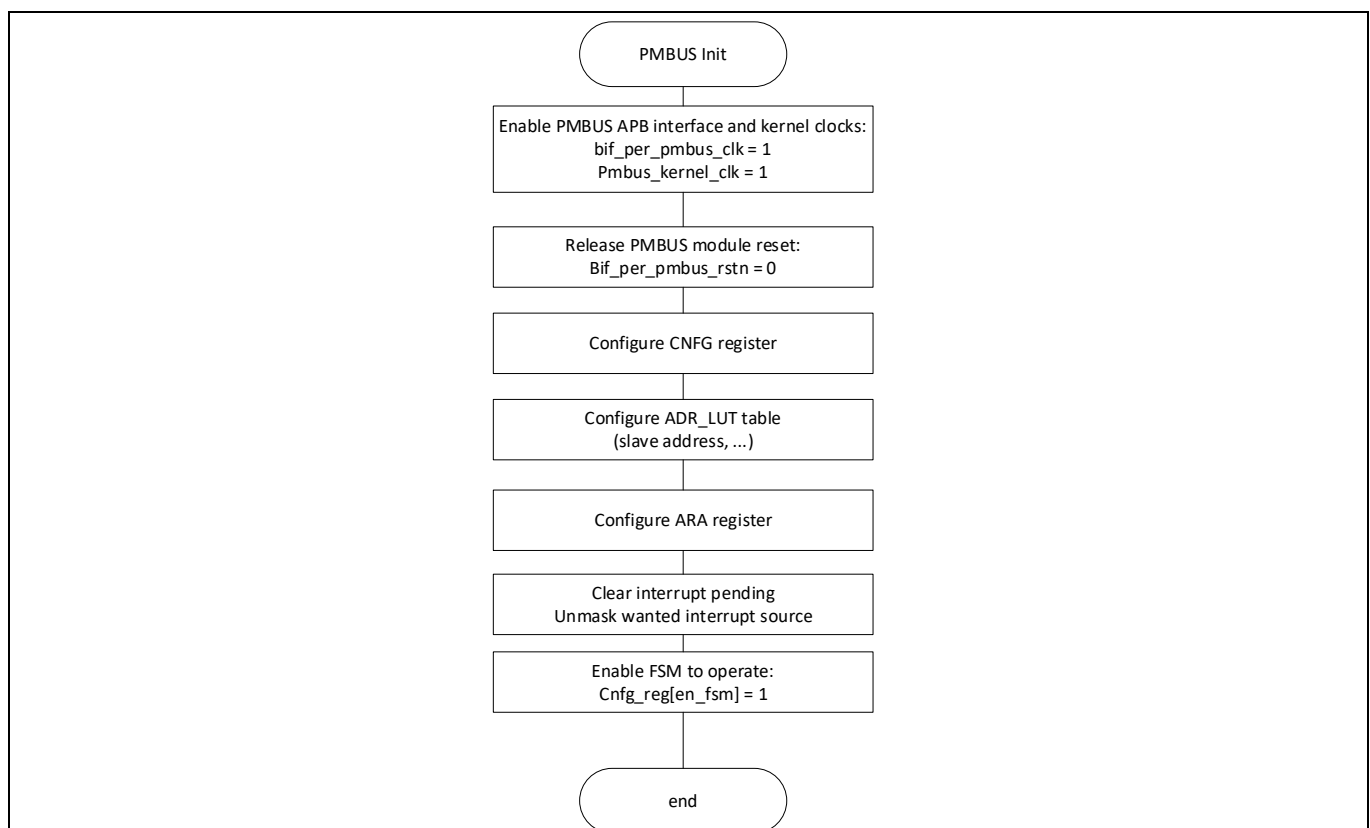 PMBUS Init
Enable PMBUS APB interface and kernel clocks:
bif_per_pmbus_clk = 1
Pmbus_kernel_clk = 1
Release PMBUS module reset:
Bif_per_pmbus_rstn = 0
Configure CNFG register
Configure ADR_LUT table
(slave address, ...)
Configure ARA register
Clear interrupt pending
Unmask wanted interrupt source
Enable FSM to operate:
Cnfg_reg[en_fsm] = 1
end